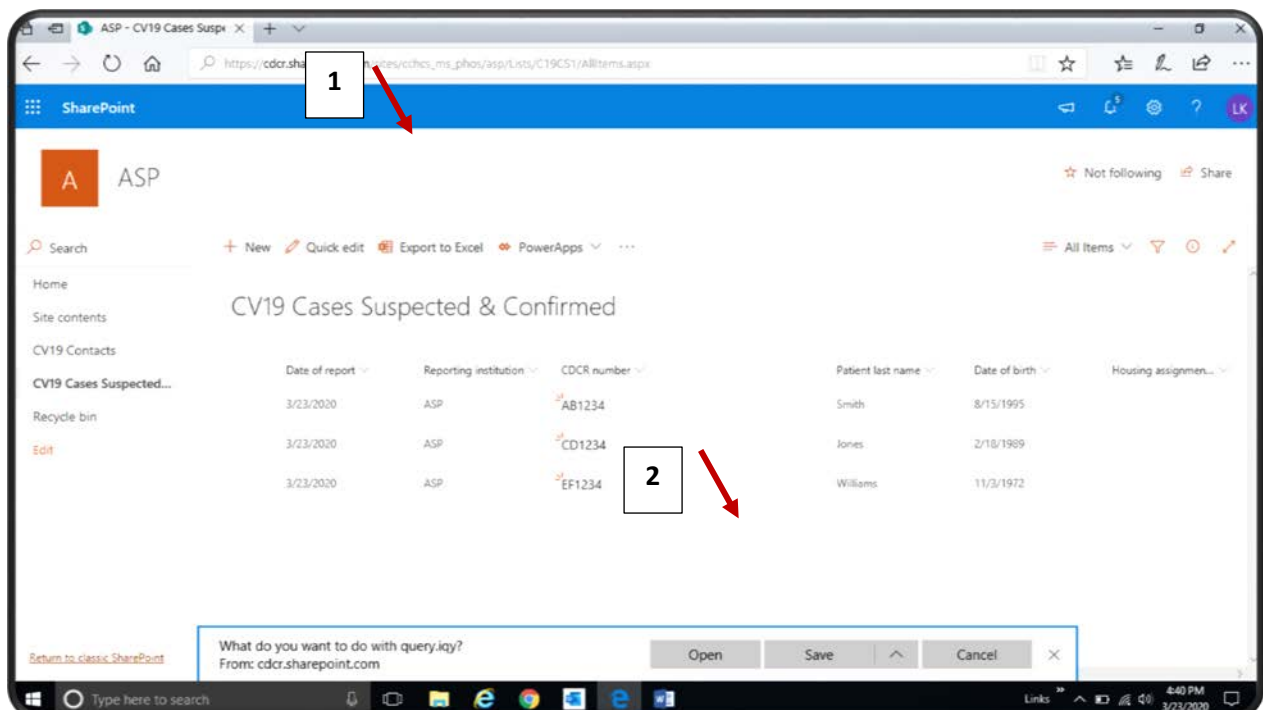 ASP - CV19 Cases Suspe
https://cdcr.sha
/cchcs_ms_phos/asp/Lists/C19CS1/AllItems.aspx
1
SharePoint
5
?
LK
A
ASP
Not following
Share
Search
+ New
Quick edit
Export to Excel
PowerApps
...
All Items
Home
Site contents
CV19 Contacts
CV19 Cases Suspected...
Recycle bin
Edit
CV19 Cases Suspected & Confirmed
Date of report
Reporting institution
CDCR number
Patient last name
Date of birth
Housing assignmen...
3/23/2020
ASP
AB1234
Smith
8/15/1995
3/23/2020
ASP
CD1234
Jones
2/18/1989
3/23/2020
ASP
EF1234
Williams
11/3/1972
2
What do you want to do with query.iqy?
From: cdcr.sharepoint.com
Open
Save
Cancel
Return to classic SharePoint
Type here to search
Links
4:40 PM
3/23/2020